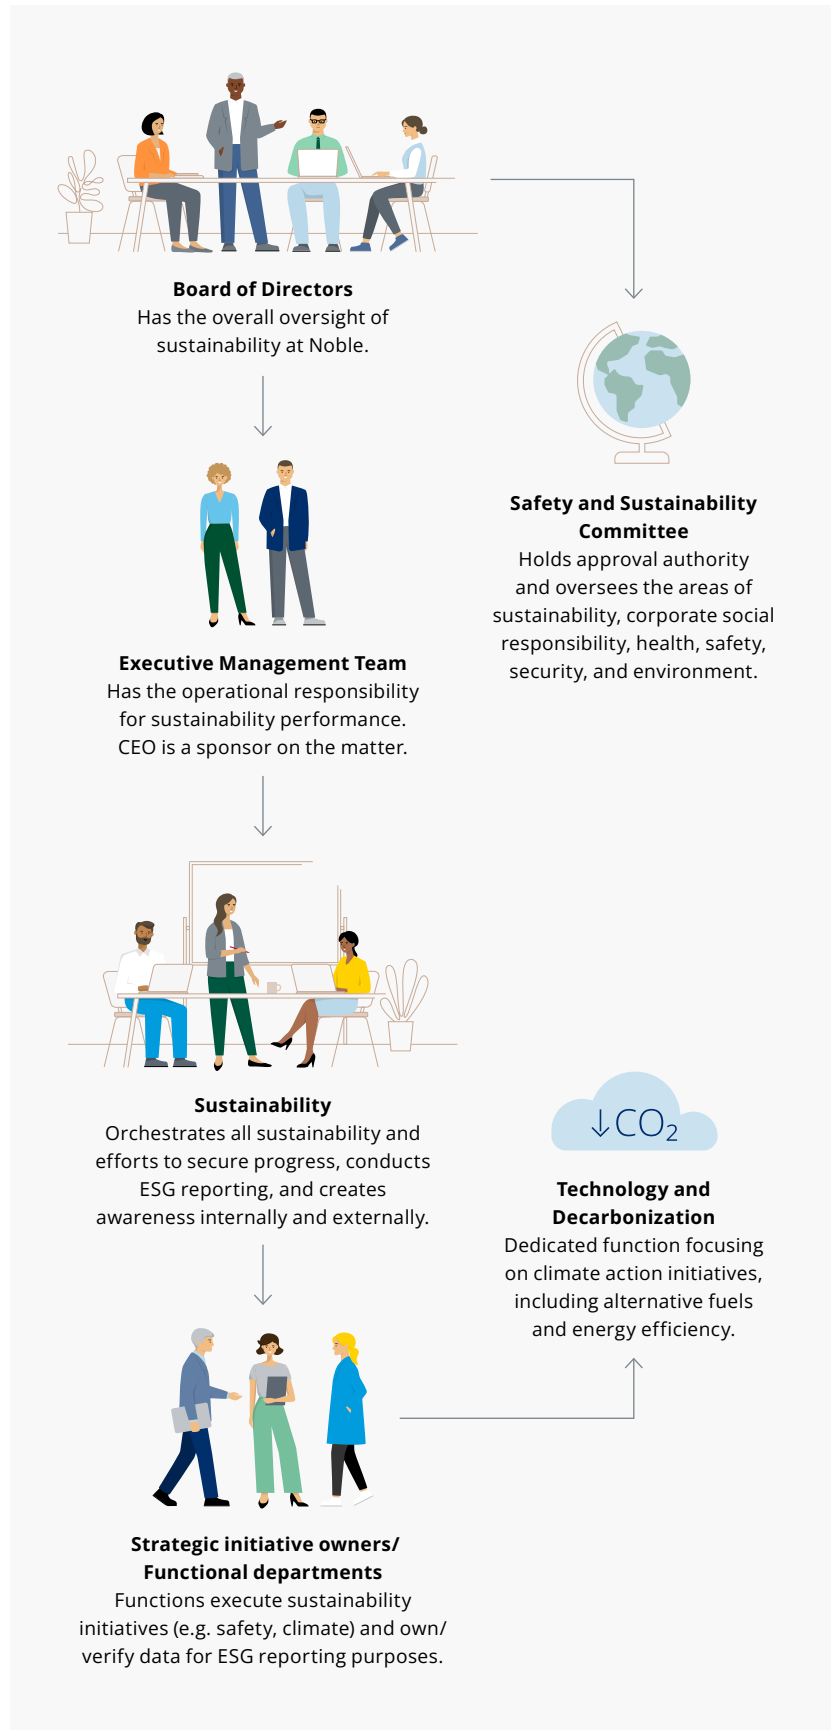 Board of Directors
Has the overall oversight of
sustainability at Noble.
Safety and Sustainability
Committee
Holds approval authority
and oversees the areas of
sustainability, corporate social
responsibility, health, safety,
security, and environment.
Executive Management Team
Has the operational responsibility
for sustainability performance.
CEO is a sponsor on the matter.
Sustainability
Orchestrates all sustainability and
efforts to secure progress, conducts
ESG reporting, and creates
awareness internally and externally.
↓CO₂
Technology and
Decarbonization
Dedicated function focusing
on climate action initiatives,
including alternative fuels
and energy efficiency.
Strategic initiative owners/
Functional departments
Functions execute sustainability
initiatives (e.g. safety, climate) and own/
verify data for ESG reporting purposes.